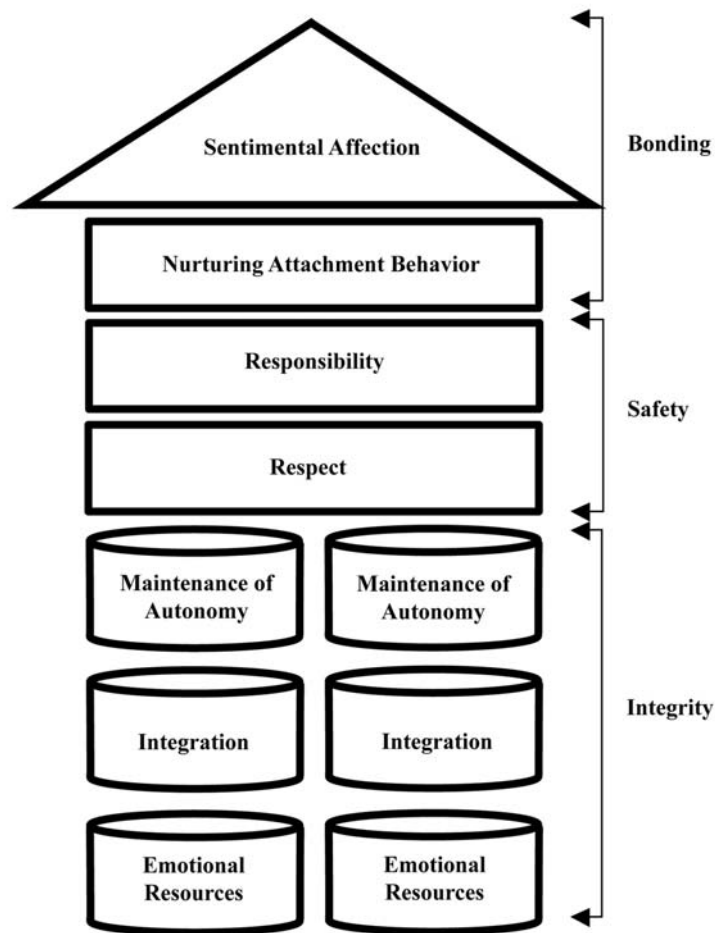 Sentimental Affection
Bonding
Nurturing Attachment Behavior
Responsibility
Safety
Respect
Maintenance of
Autonomy
Maintenance of
Autonomy
Integrity
Integration
Integration
Emotional
Resources
Emotional
Resources